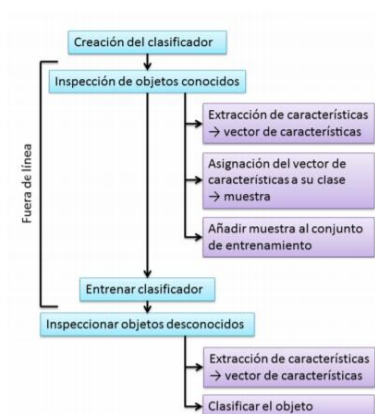 Creación del clasificador
Inspección de objetos conocidos
Extracción de características
→ vector de características
Asignación del vector de
características a su clase
→ muestra
Añadir muestra al conjunto
de entrenamiento
Fuera de línea
Entrenar clasificador
Inspeccionar objetos desconocidos
Extracción de características
→ vector de características
Clasificar el objeto